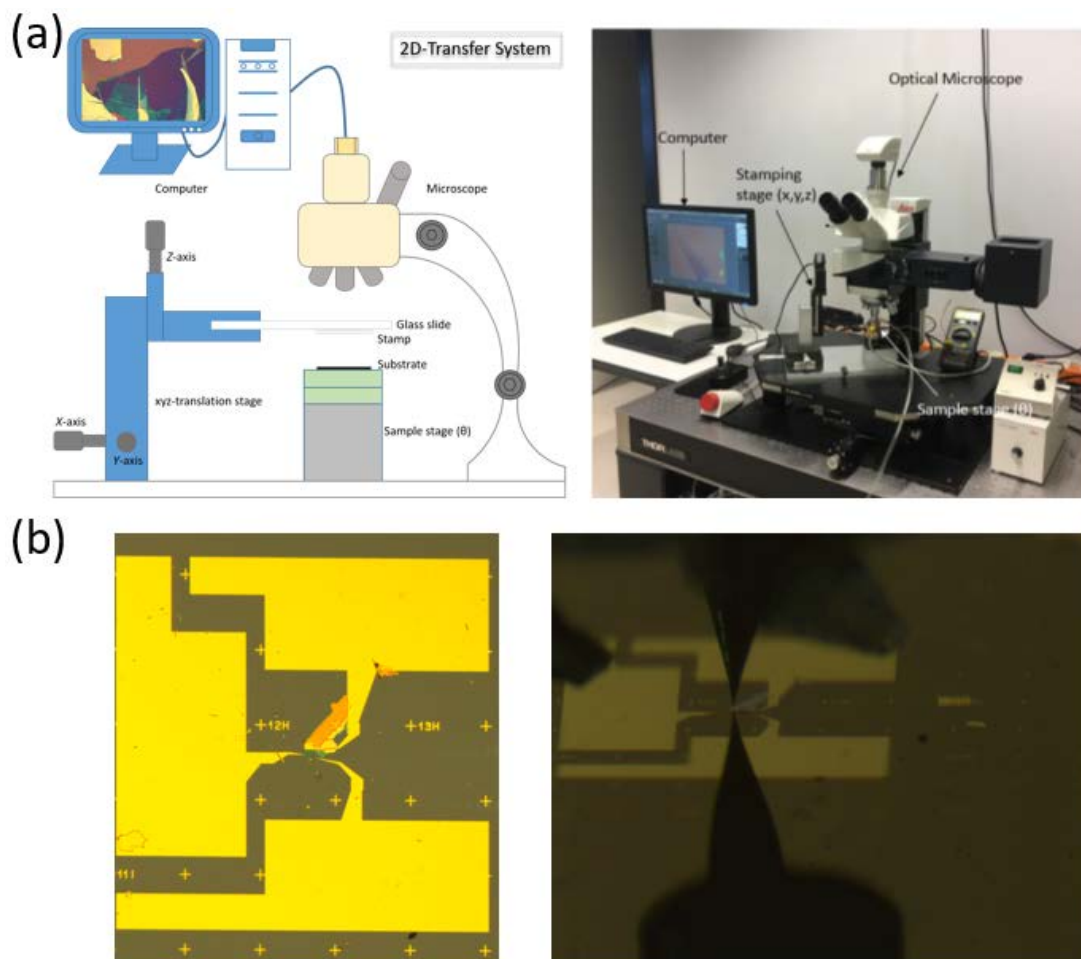 (a)
2D-Transfer System
Computer
Microscope
Z-axis
Glass slide
Stamp
Substrate
xyz-translation stage
X-axis
Y-axis
Sample stage (θ)
Optical Microscope
Computer
Stamping
stage (x,y,z)
Sample stage (θ)
THORLABS
(b)
12H
13H
11I